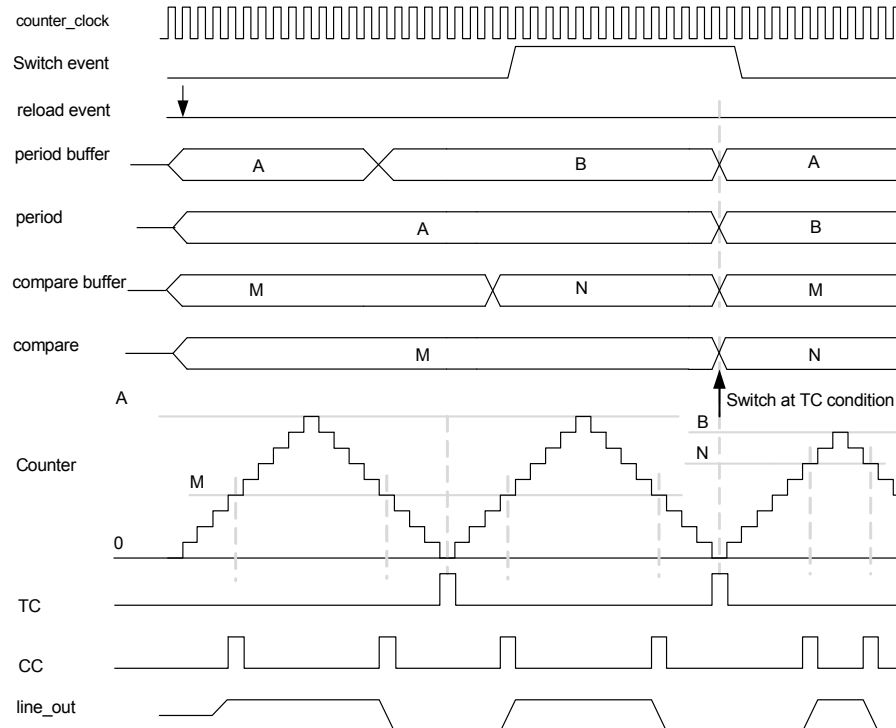 counter_clock
Switch event
reload event
period buffer A B A
period A B
compare buffer M N M
compare M N
A
Switch at TC condition
B
N
Counter
M
0
TC
CC
line_out